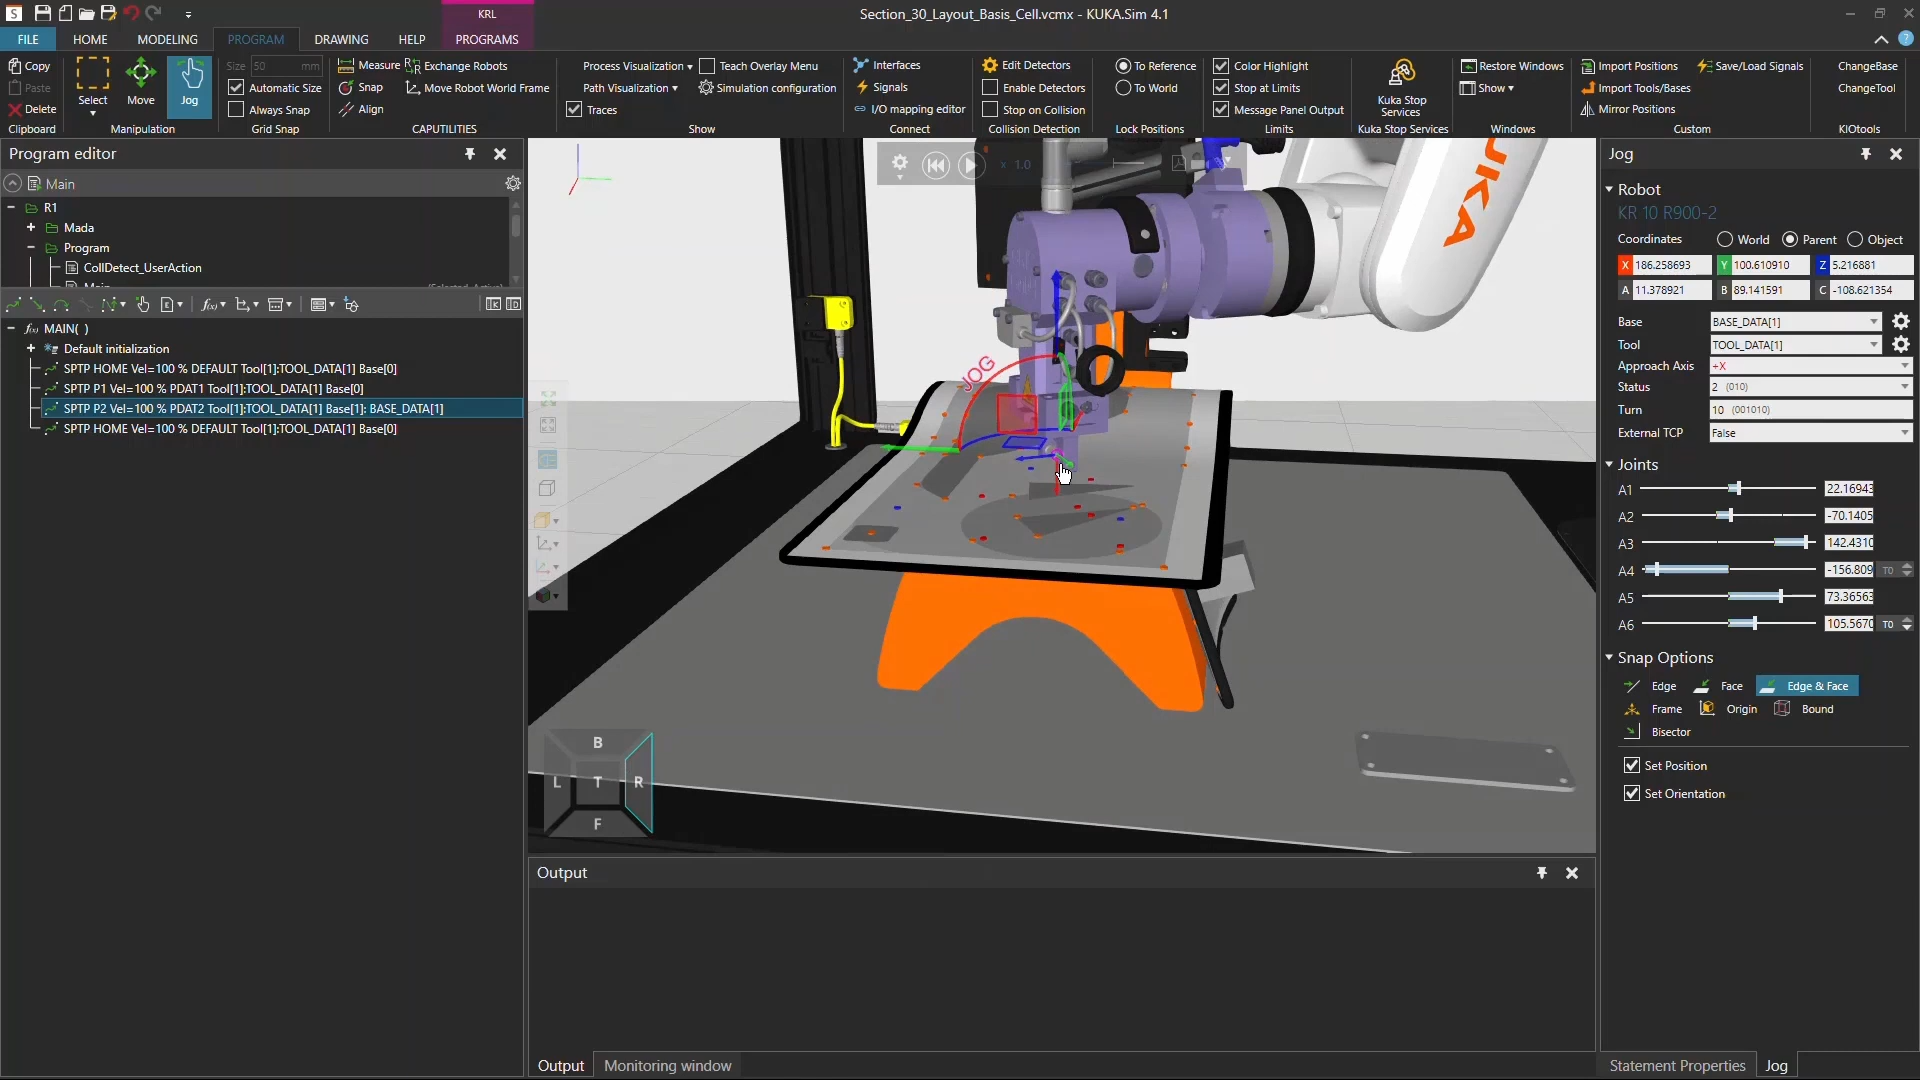 KRL
Section_30_Layout_Basis_Cell.vcmx - KUKA.Sim 4.1
FILE HOME MODELING PROGRAM DRAWING HELP PROGRAMS
Copy
Paste
Delete
Clipboard
Select
Move
Jog
Manipulation
Size 50 mm
Automatic Size
Always Snap
Grid Snap
Measure Exchange Robots
Snap Move Robot World Frame
Align
CAPUTILITIES
Process Visualization Teach Overlay Menu
Path Visualization Simulation configuration
Traces
Show
Interfaces
Signals
I/O mapping editor
Connect
Edit Detectors
Enable Detectors
Stop on Collision
Collision Detection
To Reference
To World
Lock Positions
Color Highlight
Stop at Limits
Message Panel Output
Limits
Kuka Stop
Services
Kuka Stop Services
Restore Windows
Show
Windows
Import Positions Save/Load Signals
Import Tools/Bases
Mirror Positions
Custom
ChangeBase
ChangeTool
KIOtools
Program editor
Main
R1
Mada
Program
CollDetect_UserAction
MAIN( )
Default initialization
SPTP HOME Vel=100 % DEFAULT Tool[1]:TOOL_DATA[1] Base[0]
SPTP P1 Vel=100 % PDAT1 Tool[1]:TOOL_DATA[1] Base[0]
SPTP P2 Vel=100 % PDAT2 Tool[1]:TOOL_DATA[1] Base[1]: BASE_DATA[1]
SPTP HOME Vel=100 % DEFAULT Tool[1]:TOOL_DATA[1] Base[0]
x 1.0
UKA
JOG
B
L T R
F
Output
Output Monitoring window
Jog
Robot
KR 10 R900-2
Coordinates World Parent Object
X 186.258693 Y 100.610910 Z 5.216881
A 11.378921 B 89.141591 C -108.621354
Base BASE_DATA[1]
Tool TOOL_DATA[1]
Approach Axis +X
Status 2 (010)
Turn 10 (001010)
External TCP False
Joints
A1 22.16943
A2 -70.1405
A3 142.4310
A4 -156.809 T0
A5 73.36563
A6 105.5670 T0
Snap Options
Edge Face Edge & Face
Frame Origin Bound
Bisector
Set Position
Set Orientation
Statement Properties Jog